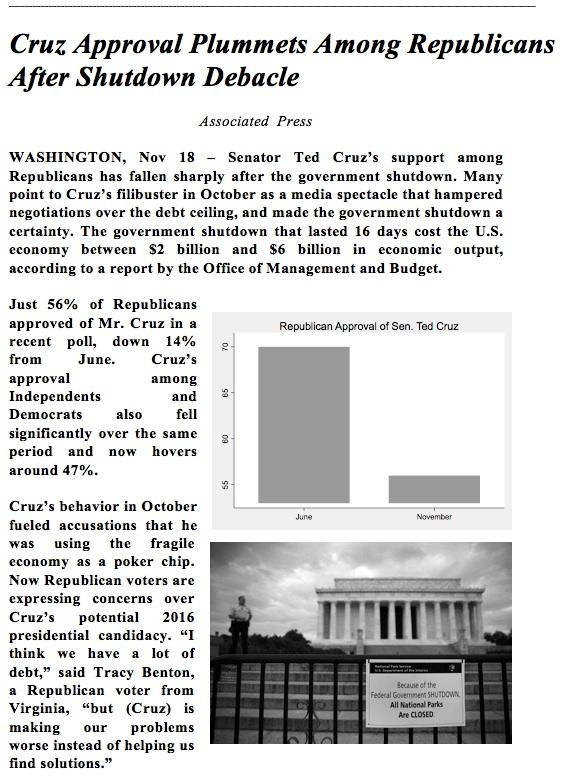 Cruz Approval Plummets Among Republicans
After Shutdown Debacle
Associated Press
WASHINGTON, Nov 18 – Senator Ted Cruz’s support among
Republicans has fallen sharply after the government shutdown. Many
point to Cruz’s filibuster in October as a media spectacle that hampered
negotiations over the debt ceiling, and made the government shutdown a
certainty. The government shutdown that lasted 16 days cost the U.S.
economy between $2 billion and $6 billion in economic output,
according to a report by the Office of Management and Budget.
Just 56% of Republicans
approved of Mr. Cruz in a
recent poll, down 14%
from June. Cruz’s
approval among
Independents and
Democrats also fell
significantly over the same
period and now hovers
around 47%.
Cruz’s behavior in October
fueled accusations that he
was using the fragile
economy as a poker chip.
Now Republican voters are
expressing concerns over
Cruz’s potential 2016
presidential candidacy. “I
think we have a lot of
debt,” said Tracy Benton,
a Republican voter from
Virginia, “but (Cruz) is
making our problems
worse instead of helping us
find solutions.”
Republican Approval of Sen. Ted Cruz
70
65
60
55
June November
National Park Service
U.S. Department of the Interior
Because of the
Federal Government SHUTDOWN,
All National Parks
Are CLOSED.